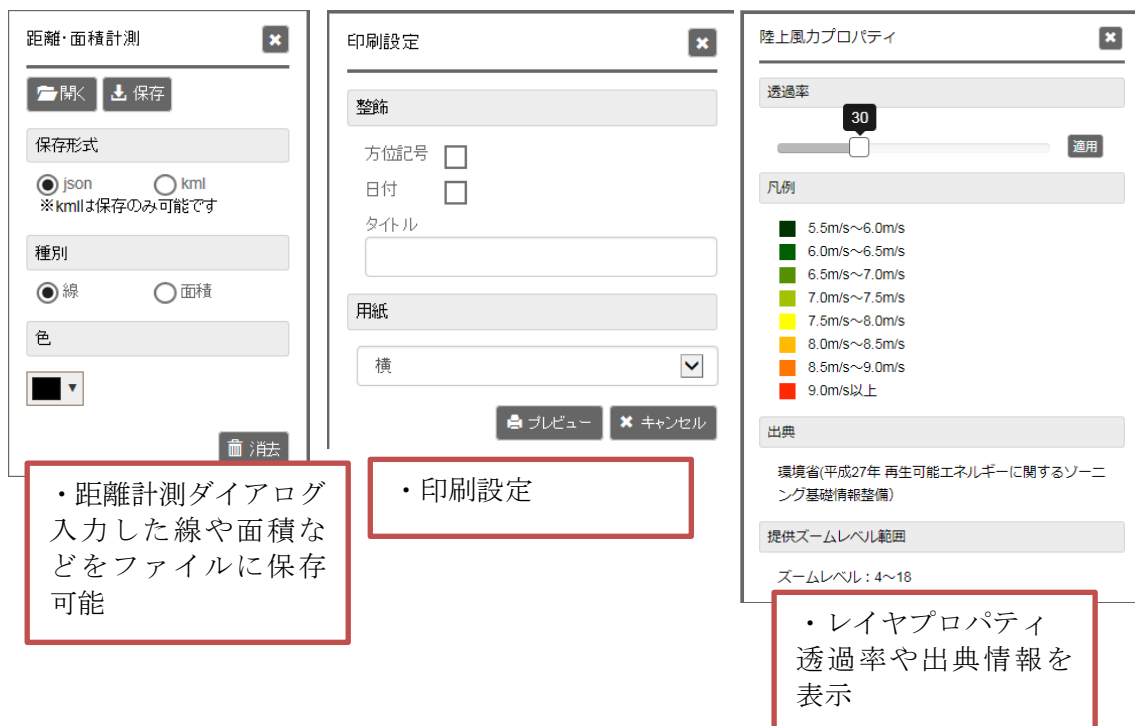 距離・面積計測
開く 保存
保存形式
json kml
※kmlは保存のみ可能です
種別
線 面積
色
消去
・距離計測ダイアログ
入力した線や面積な
どをファイルに保存
可能
印刷設定
整飾
方位記号
日付
タイトル
用紙
横
プレビュー キャンセル
・印刷設定
陸上風力プロパティ
透過率
30
適用
凡例
5.5m/s～6.0m/s
6.0m/s～6.5m/s
6.5m/s～7.0m/s
7.0m/s～7.5m/s
7.5m/s～8.0m/s
8.0m/s～8.5m/s
8.5m/s～9.0m/s
9.0m/s以上
出典
環境省(平成27年 再生可能エネルギーに関するゾーニ
ング基礎情報整備)
提供ズームレベル範囲
ズームレベル：4～18
・レイヤプロパティ
透過率や出典情報を
表示